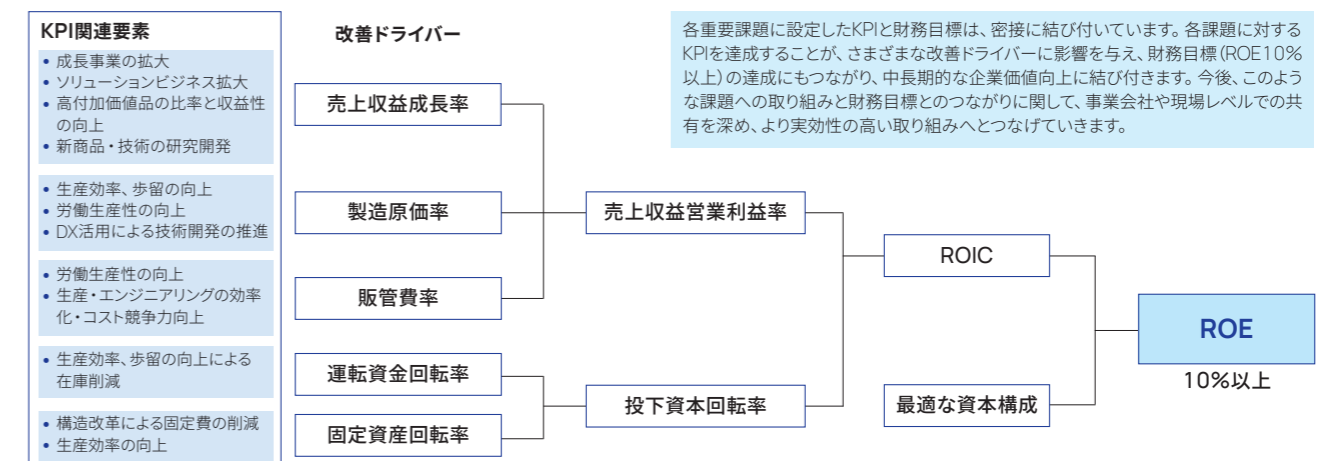 KPI関連要素
• 成長事業の拡大
• ソリューションビジネス拡大
• 高付加価値品の比率と収益性
の向上
• 新商品・技術の研究開発
• 生産効率、歩留の向上
• 労働生産性の向上
• DX活用による技術開発の推進
• 労働生産性の向上
• 生産・エンジニアリングの効率
化・コスト競争力向上
• 生産効率、歩留の向上による
在庫削減
• 構造改革による固定費の削減
• 生産効率の向上
改善ドライバー
売上収益成長率
製造原価率
販管費率
運転資金回転率
固定資産回転率
売上収益営業利益率
投下資本回転率
ROIC
最適な資本構成
ROE
10%以上
各重要課題に設定したKPIと財務目標は、密接に結び付いています。各課題に対する
KPIを達成することが、さまざまな改善ドライバーに影響を与え、財務目標(ROE10%
以上)の達成にもつながり、中長期的な企業価値向上に結び付きます。今後、このよう
な課題への取り組みと財務目標とのつながりに関して、事業会社や現場レベルでの共
有を深め、より実効性の高い取り組みへとつなげていきます。